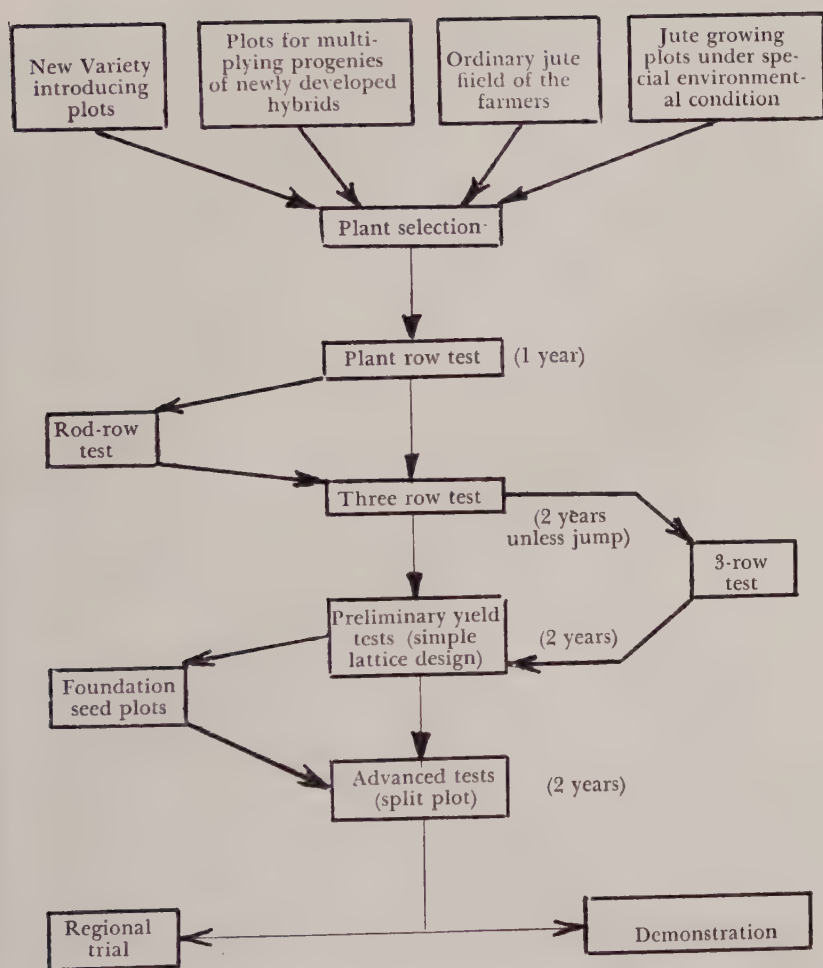 New Variety
introducing
plots
Plots for multi-
plying progenies
of newly developed
hybrids
Ordinary jute
fiield of the
farmers
Jute growing
plots under spe-
cial environment-
al condition
Plant selection
Plant row test (1 year)
Rod-row
test
Three row test
(2 years
unless jump)
3-row
test
Preliminary yield
tests (simple
lattice design)
(2 years)
Foundation
seed plots
Advanced tests
(split plot)
(2 years)
Regional
trial
Demonstration